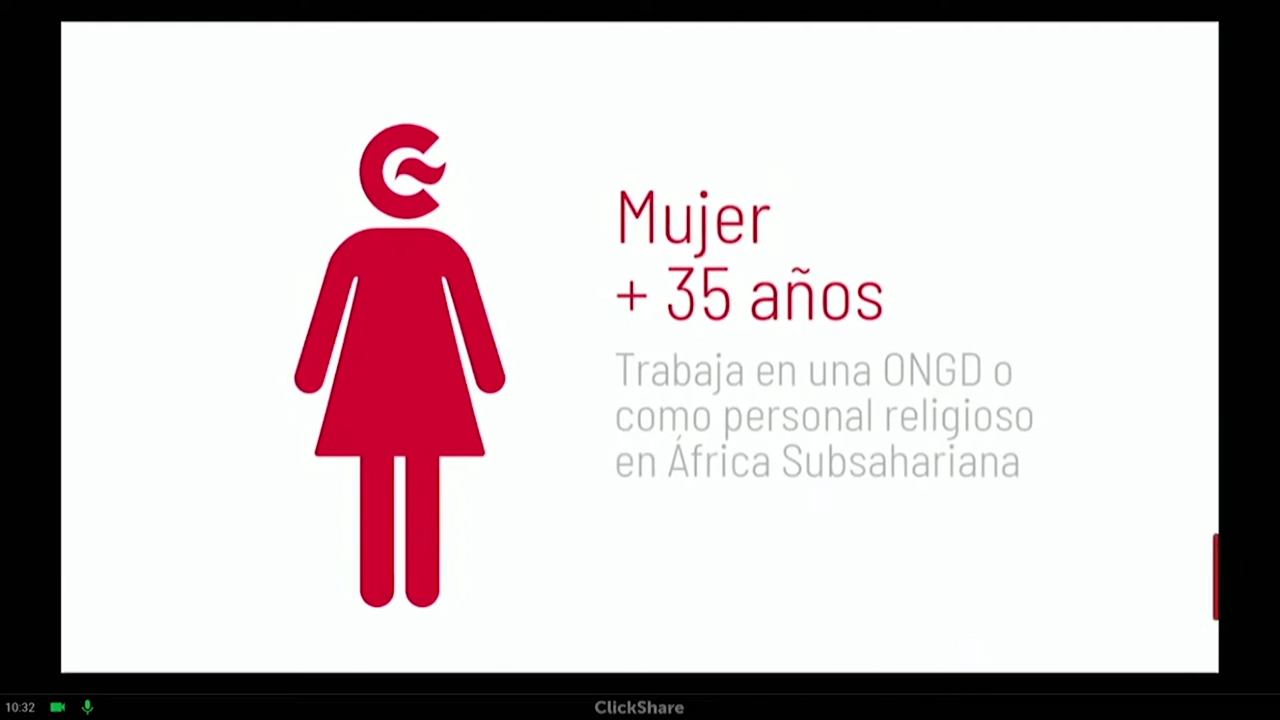 Mujer
+ 35 años
Trabaja en una ONGD o
como personal religioso
en África Subsahariana
10:32
ClickShare